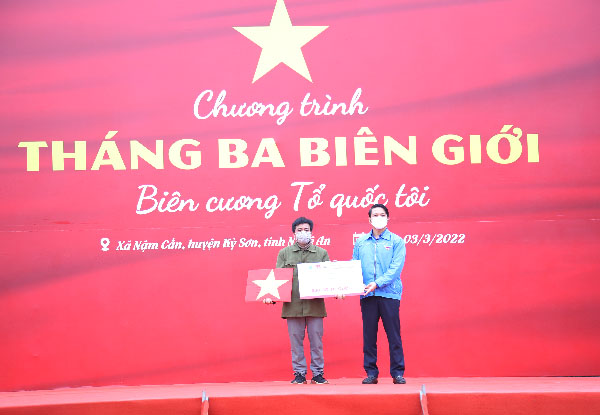 Chương trình
THÁNG BA BIÊN GIỚI
Biên cương Tổ quốc tôi
Xã Nậm Cắn, huyện Kỳ Sơn, tỉnh An 03/3/2022